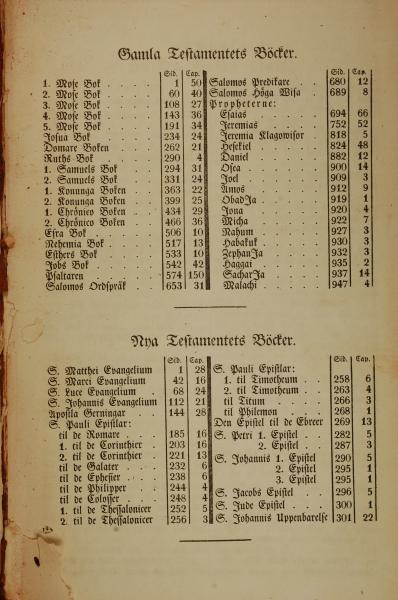 Gamla Testamentets Böcker.
Sid. Cap.
1. Mose Bok . . . . 1 50
2. Mose Bok . . . . 60 40
3. Mose Bok . . . . 108 27
4. Mose Bok . . . . 143 36
5. Mose Bok . . . . 191 34
Josua Bok . . . . 234 24
Domare Boken . . . . 262 21
Ruths Bok . . . . 290 4
1. Samuels Bok . . . 294 31
2. Samuels Bok . . . 331 24
1. Konunga Boken . . 363 22
2. Konunga Boken . . 399 25
1. Chrönico Boken . . 434 29
2. Chrönico Boken . . 466 36
Esra Bok . . . . 506 10
Nehemia Bok . . . . 517 13
Esthers Bok . . . . 533 10
Jobs Bok . . . . 542 42
Psaltaren . . . . 574 150
Salomos Ordspråk . . 653 31
Sid. Cap.
Salomos Predikare . . 680 12
Salomos Höga Wisa . 689 8
Propheterne:
Esaias . . . . 694 66
Jeremias . . . . 752 52
Jeremia Klagowisor . 818 5
Hesekiel . . . . 824 48
Daniel . . . . 882 12
Osea . . . . 900 14
Joel . . . . 909 3
Amos . . . . 912 9
ObadJa . . . . 919 1
Jona . . . . 920 4
Micha . . . . 922 7
Nahum . . . . 927 3
Habakuk . . . . 930 3
ZephanJa . . . . 932 3
Haggai . . . . 935 2
SacharJa . . . . 937 14
Malachi . . . . 947 4
Nya Testamentets Böcker.
Sid. Cap.
S. Matthei Evangelium 1 28
S. Marci Evangelium 42 16
S. Luce Evangelium 68 24
S. Johannis Evangelium 112 21
Apostla Gerningar . . 144 28
S. Pauli Epistlar:
til de Romare . . . 185 16
1. til de Corinthier . . 203 16
2. til de Corinthier . . 221 13
til de Galater . . . 232 6
til de Epheser . . . 238 6
til de Philipper . . 244 4
til de Colosser . . . 248 4
1. til de Thessalonicer 252 5
2. til de Thessalonicer 256 3
Sid. Cap.
S. Pauli Epistlar:
1. til Timotheum . . 258 6
2. til Timotheum . . 263 4
til Titum . . . . 266 3
til Philemon . . . 268 1
Den Epistel til de Ebreer 269 13
S. Petri 1. Epistel . . 282 5
2. Epistel . . 287 3
S. Johannis 1. Epistel 290 5
2. Epistel 295 1
3. Epistel 295 1
S. Jacobs Epistel . . 296 5
S. Jude Epistel . . . 300 1
S. Johannis Uppenbarelse 301 22